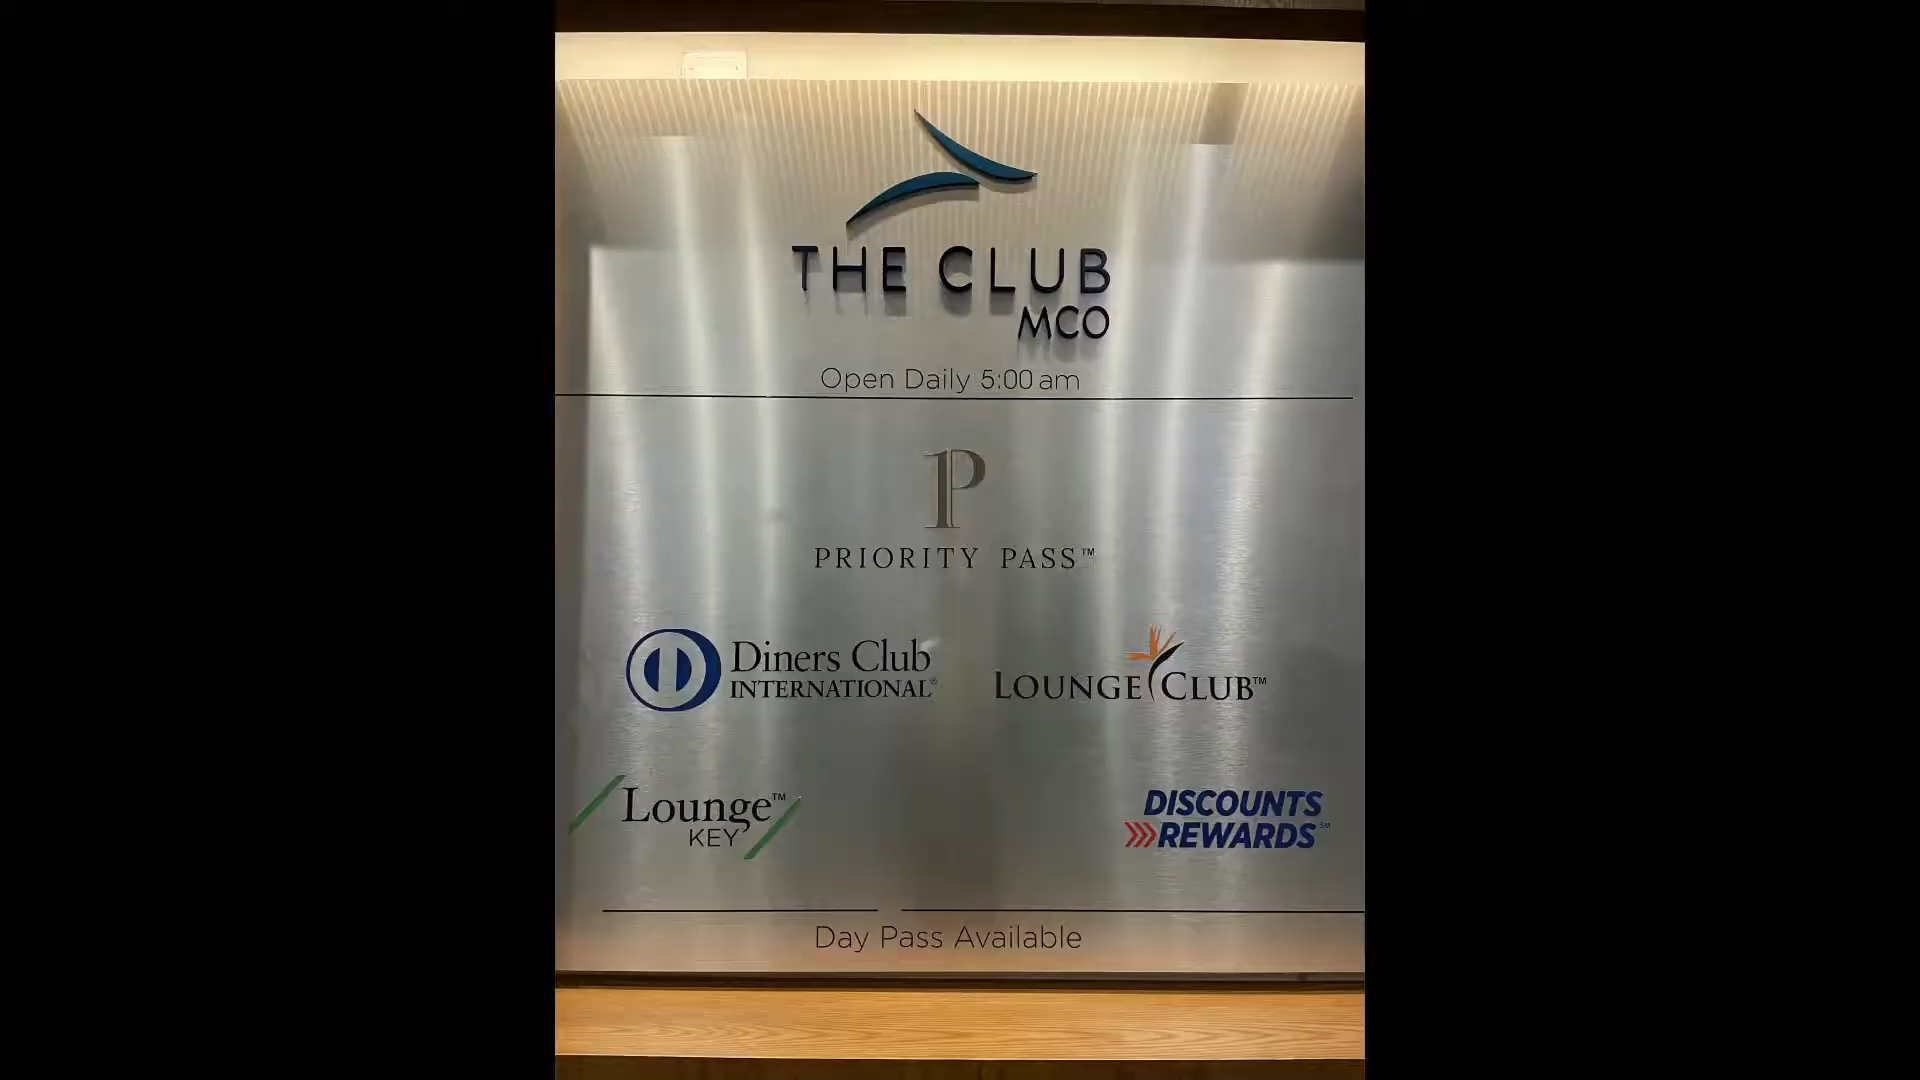 THE CLUB
MCO
Open Daily 5:00 am
1P
PRIORITY PASS™
Diners Club
INTERNATIONAL®
LOUNGE CLUB™
Lounge™
KEY
DISCOUNTS
REWARDS℠
Day Pass Available